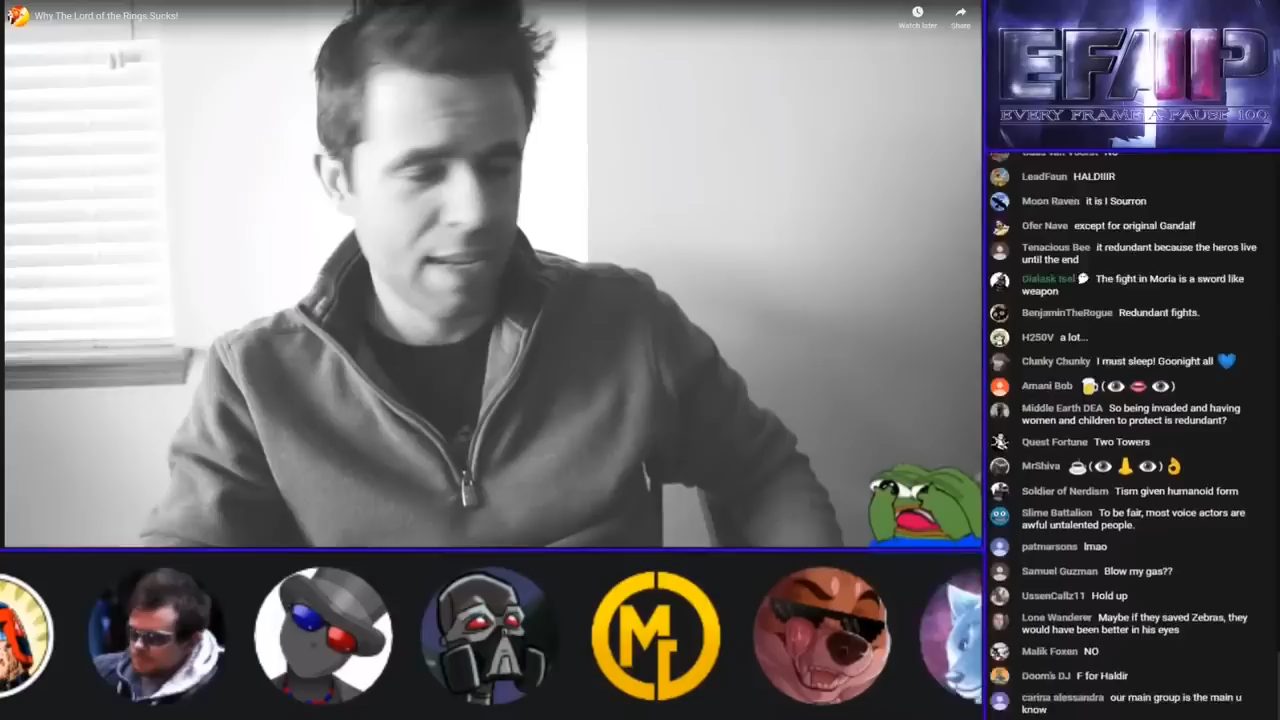 Why The Lord of the Rings Sucks!
Watch later
Share
EFAP
EVERY FRAME A PAUSE 100
LeadFaun HALDIIIR
Moon Raven it is I Sourron
Ofer Nave except for original Gandalf
Tenacious Bee it redundant because the heros live
until the end
The fight in Moria is a sword like
weapon
BenjaminTheRogue Redundant fights.
H250V a lot...
Clunky Chunky I must sleep! Goonight all 💙
Amani Bob 🍺(👁👄👁)
Middle Earth DEA So being invaded and having
women and children to protect is redundant?
Quest Fortune Two Towers
MrShiva ☕(👁👃👁)👌
Soldier of Nerdism Tism given humanoid form
Slime Battalion To be fair, most voice actors are
awful untalented people.
patmarsons lmao
Samuel Guzman Blow my gas??
UssenCallz11 Hold up
Lone Wanderer Maybe if they saved Zebras, they
would have been better in his eyes
Malik Foxen NO
Doom's DJ F for Haldir
carina alessandra our main group is the main u
know